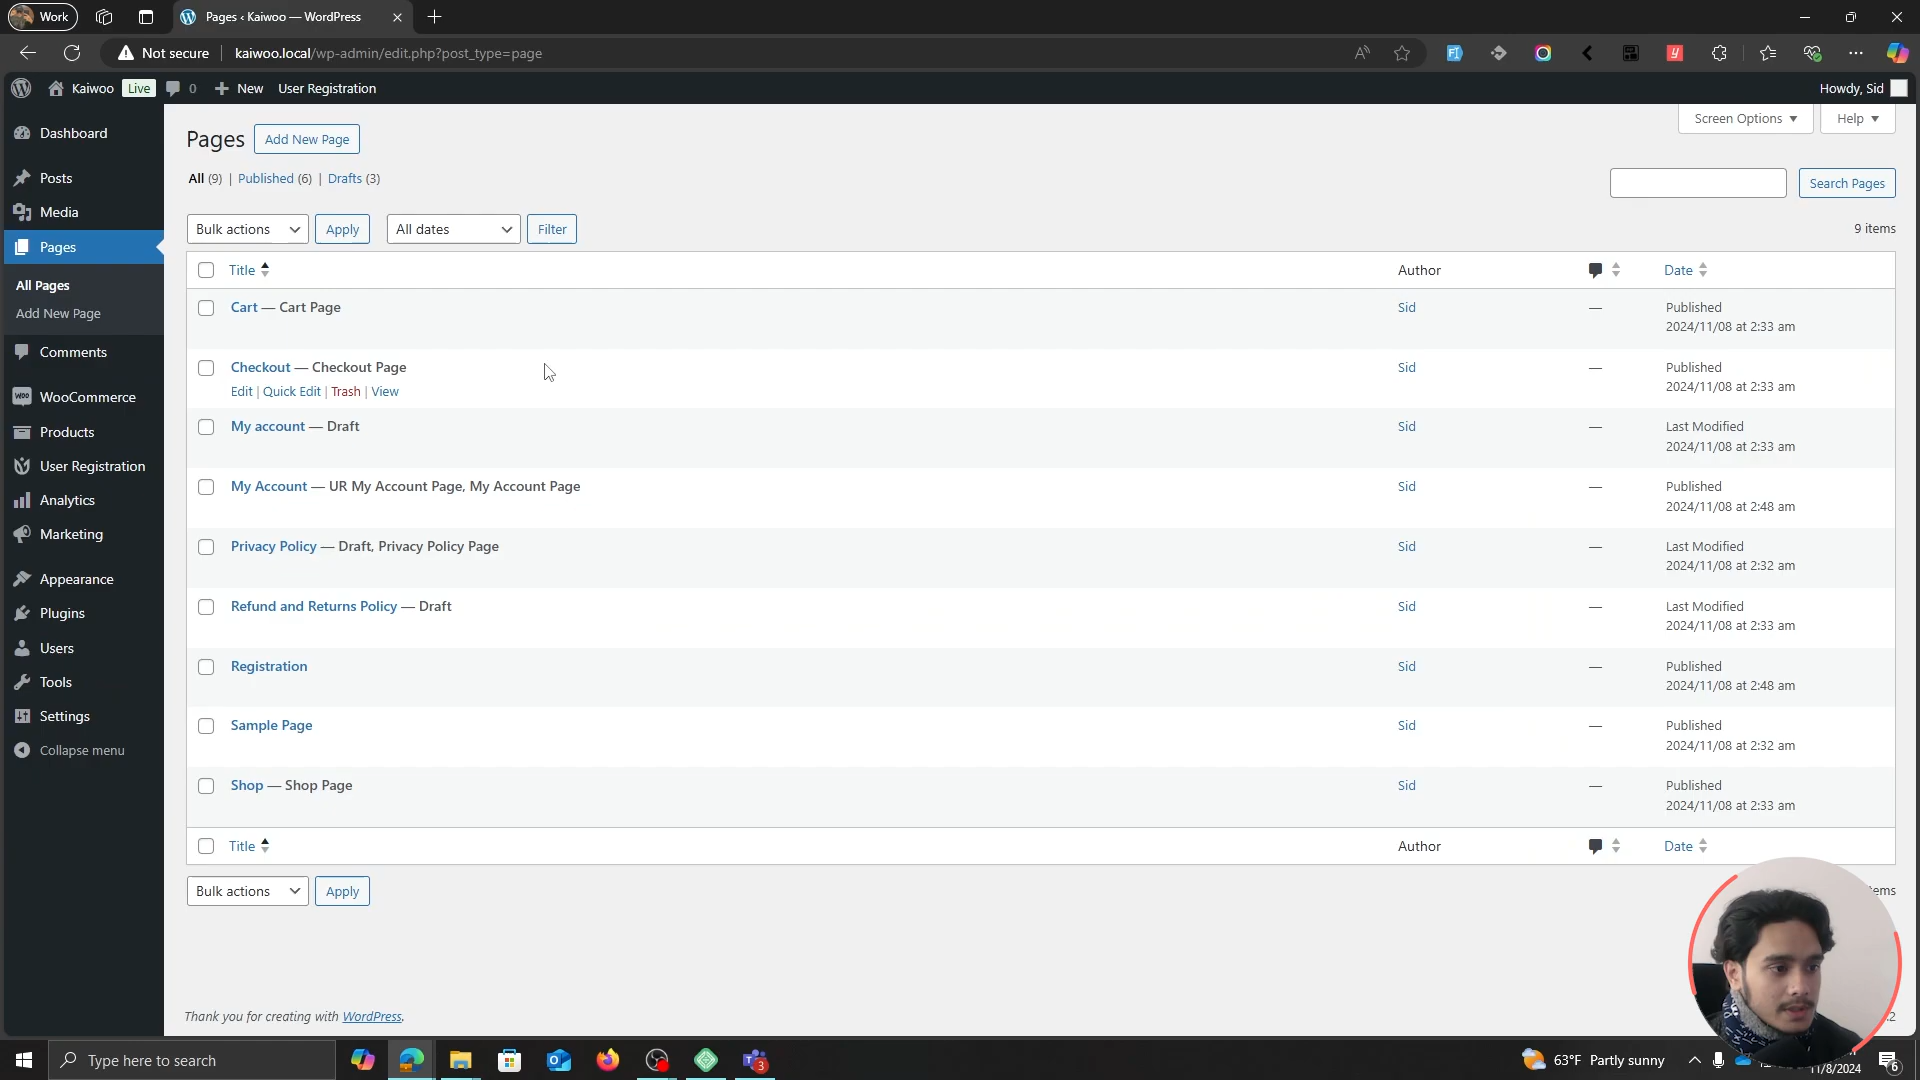 Work
Pages ‹ Kaiwoo — WordPress
Not secure
kaiwoo.local/wp-admin/edit.php?post_type=page
Kaiwoo
Live
0
New
User Registration
Howdy, Sid
Dashboard
Posts
Media
Pages
All Pages
Add New Page
Comments
WooCommerce
Products
User Registration
Analytics
Marketing
Appearance
Plugins
Users
Tools
Settings
Collapse menu
Screen Options
Help
Pages
Add New Page
All (9) | Published (6) | Drafts (3)
Search Pages
Bulk actions
Apply
All dates
Filter
9 items
Title
Author
Date
Cart — Cart Page
Sid
—
Published
2024/11/08 at 2:33 am
Checkout — Checkout Page
Edit | Quick Edit | Trash | View
Sid
—
Published
2024/11/08 at 2:33 am
My account — Draft
Sid
—
Last Modified
2024/11/08 at 2:33 am
My Account — UR My Account Page, My Account Page
Sid
—
Published
2024/11/08 at 2:48 am
Privacy Policy — Draft, Privacy Policy Page
Sid
—
Last Modified
2024/11/08 at 2:32 am
Refund and Returns Policy — Draft
Sid
—
Last Modified
2024/11/08 at 2:33 am
Registration
Sid
—
Published
2024/11/08 at 2:48 am
Sample Page
Sid
—
Published
2024/11/08 at 2:32 am
Shop — Shop Page
Sid
—
Published
2024/11/08 at 2:33 am
Title
Author
Date
Bulk actions
Apply
Thank you for creating with WordPress.
Type here to search
3
63°F Partly sunny
11/8/2024
6